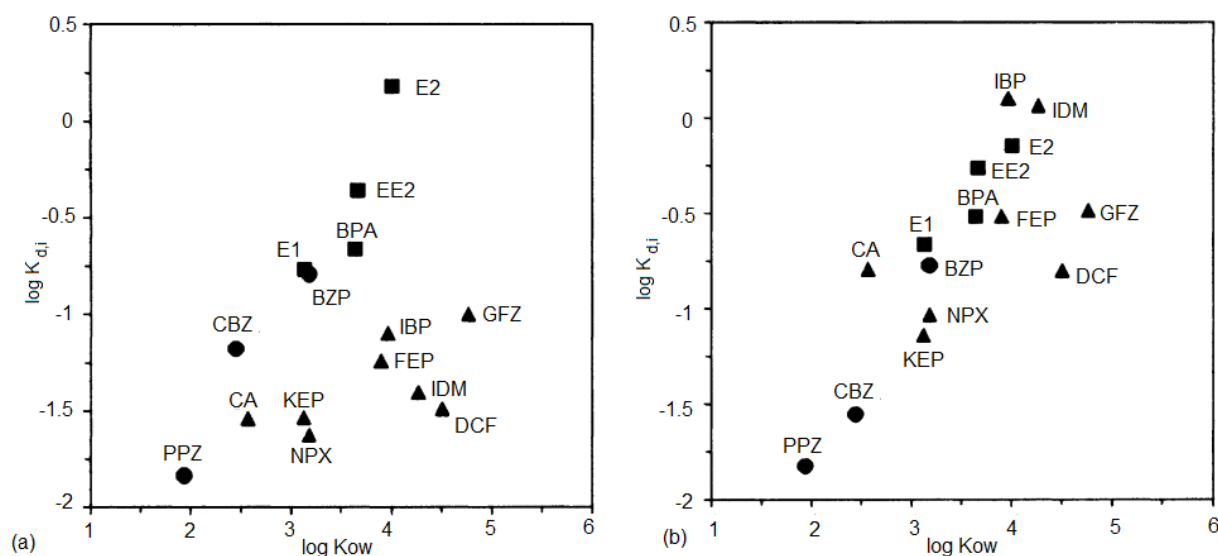 0.5
0
-0.5
-1
-1.5
-2
log K d,i
E2
EE2
BPA
E1
BZP
CBZ
IBP
GFZ
FEP
CA
KEP
IDM
DCF
PPZ
NPX
1 2 3 4 5 6
(a)
log Kow
0.5
0
-0.5
-1
-1.5
-2
log K d,i
IBP
IDM
E2
EE2
BPA
FEP
GFZ
E1
CA
BZP
DCF
NPX
KEP
CBZ
PPZ
1 2 3 4 5 6
(b)
log Kow